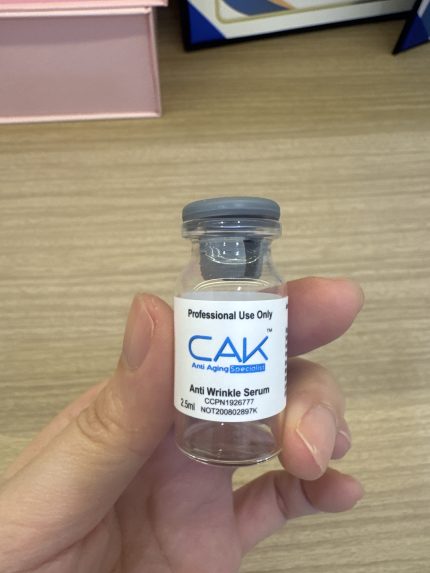 Professional Use Only
CAK™
Anti Aging Specialist
Anti Wrinkle Serum
CCPN1926777
2.5ml NOT200802897K